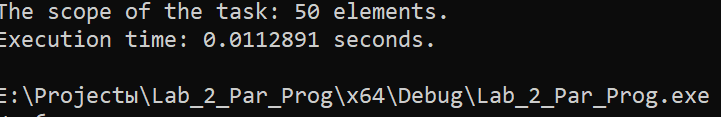 The scope of the task: 50 elements.
Execution time: 0.0112891 seconds.
E:\Projectы\Lab_2_Par_Prog\x64\Debug\Lab_2_Par_Prog.exe